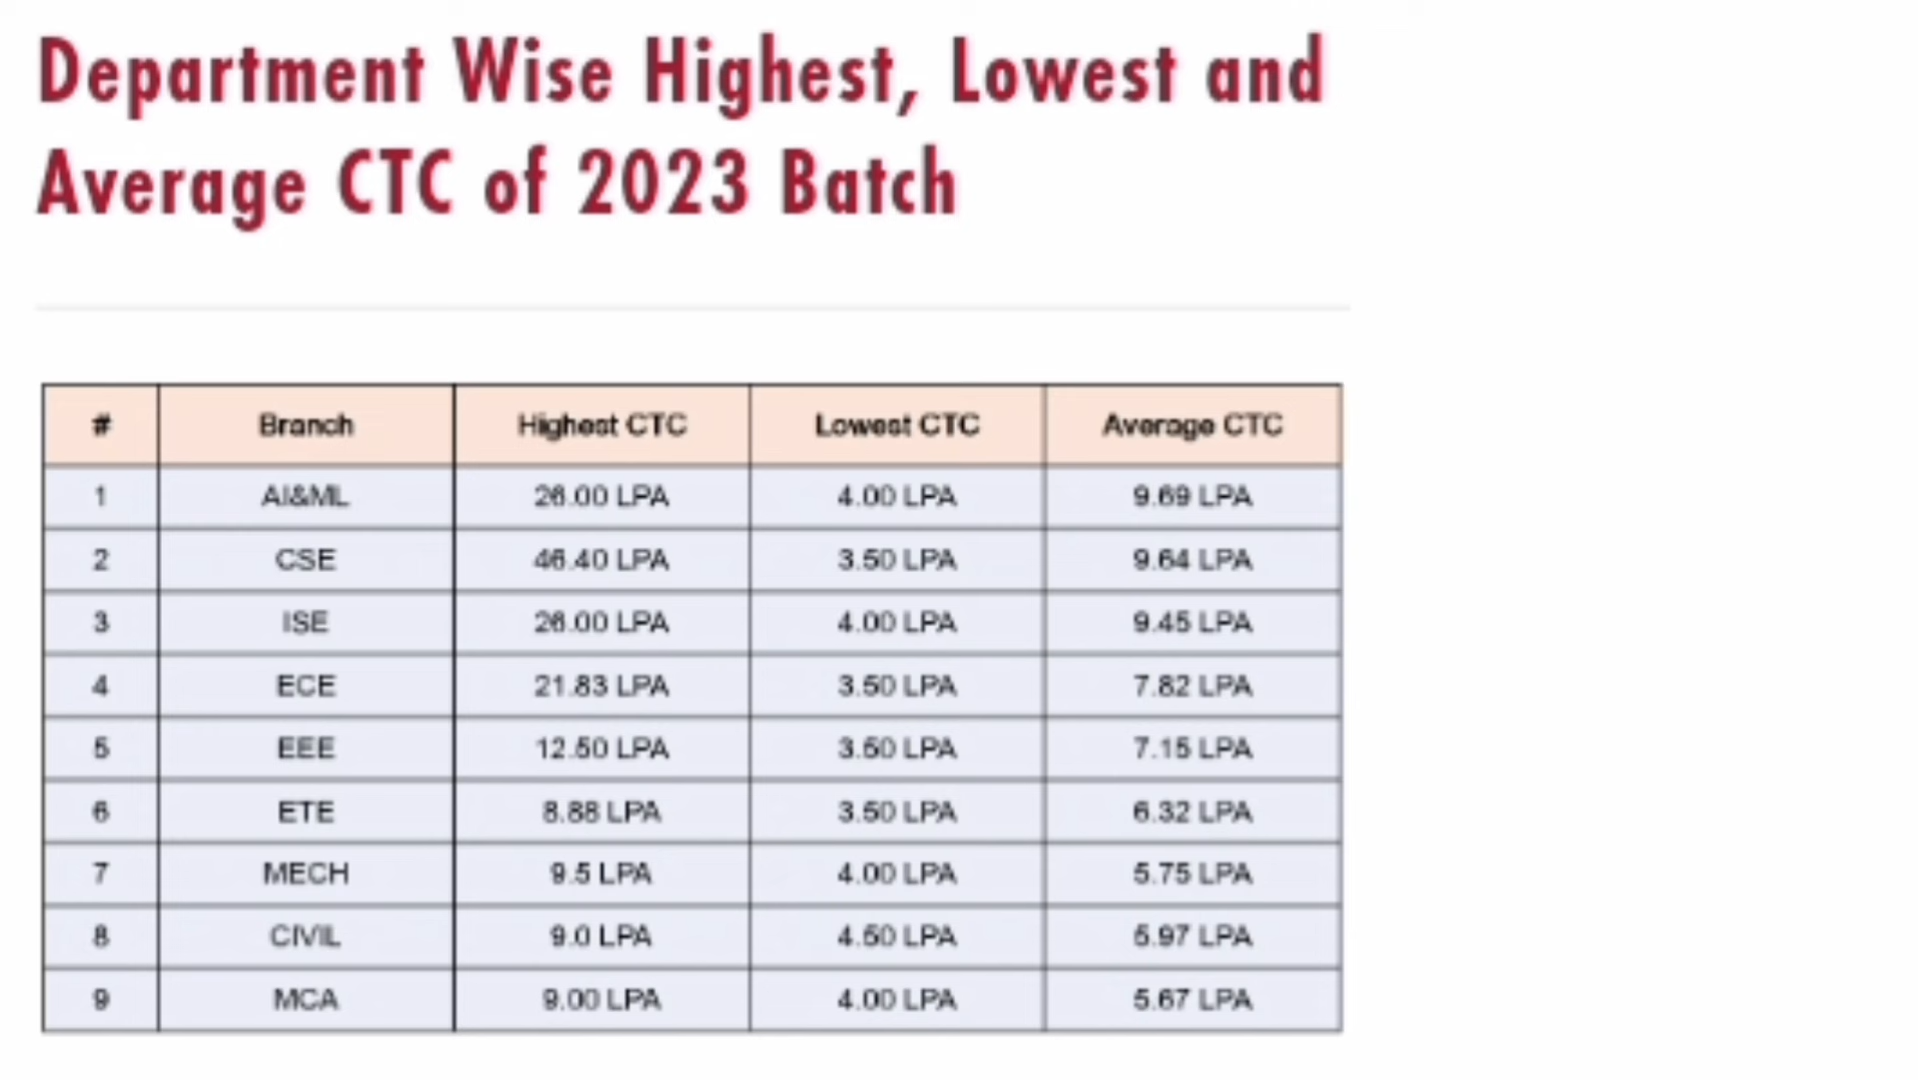 Department Wise Highest, Lowest and
Average CTC of 2023 Batch
# Branch Highest CTC Lowest CTC Average CTC
1 AI&ML 26.00 LPA 4.00 LPA 9.69 LPA
2 CSE 46.40 LPA 3.50 LPA 9.64 LPA
3 ISE 26.00 LPA 4.00 LPA 9.45 LPA
4 ECE 21.83 LPA 3.50 LPA 7.82 LPA
5 EEE 12.50 LPA 3.50 LPA 7.15 LPA
6 ETE 8.88 LPA 3.50 LPA 6.32 LPA
7 MECH 9.5 LPA 4.00 LPA 5.75 LPA
8 CIVIL 9.0 LPA 4.50 LPA 5.97 LPA
9 MCA 9.00 LPA 4.00 LPA 5.67 LPA